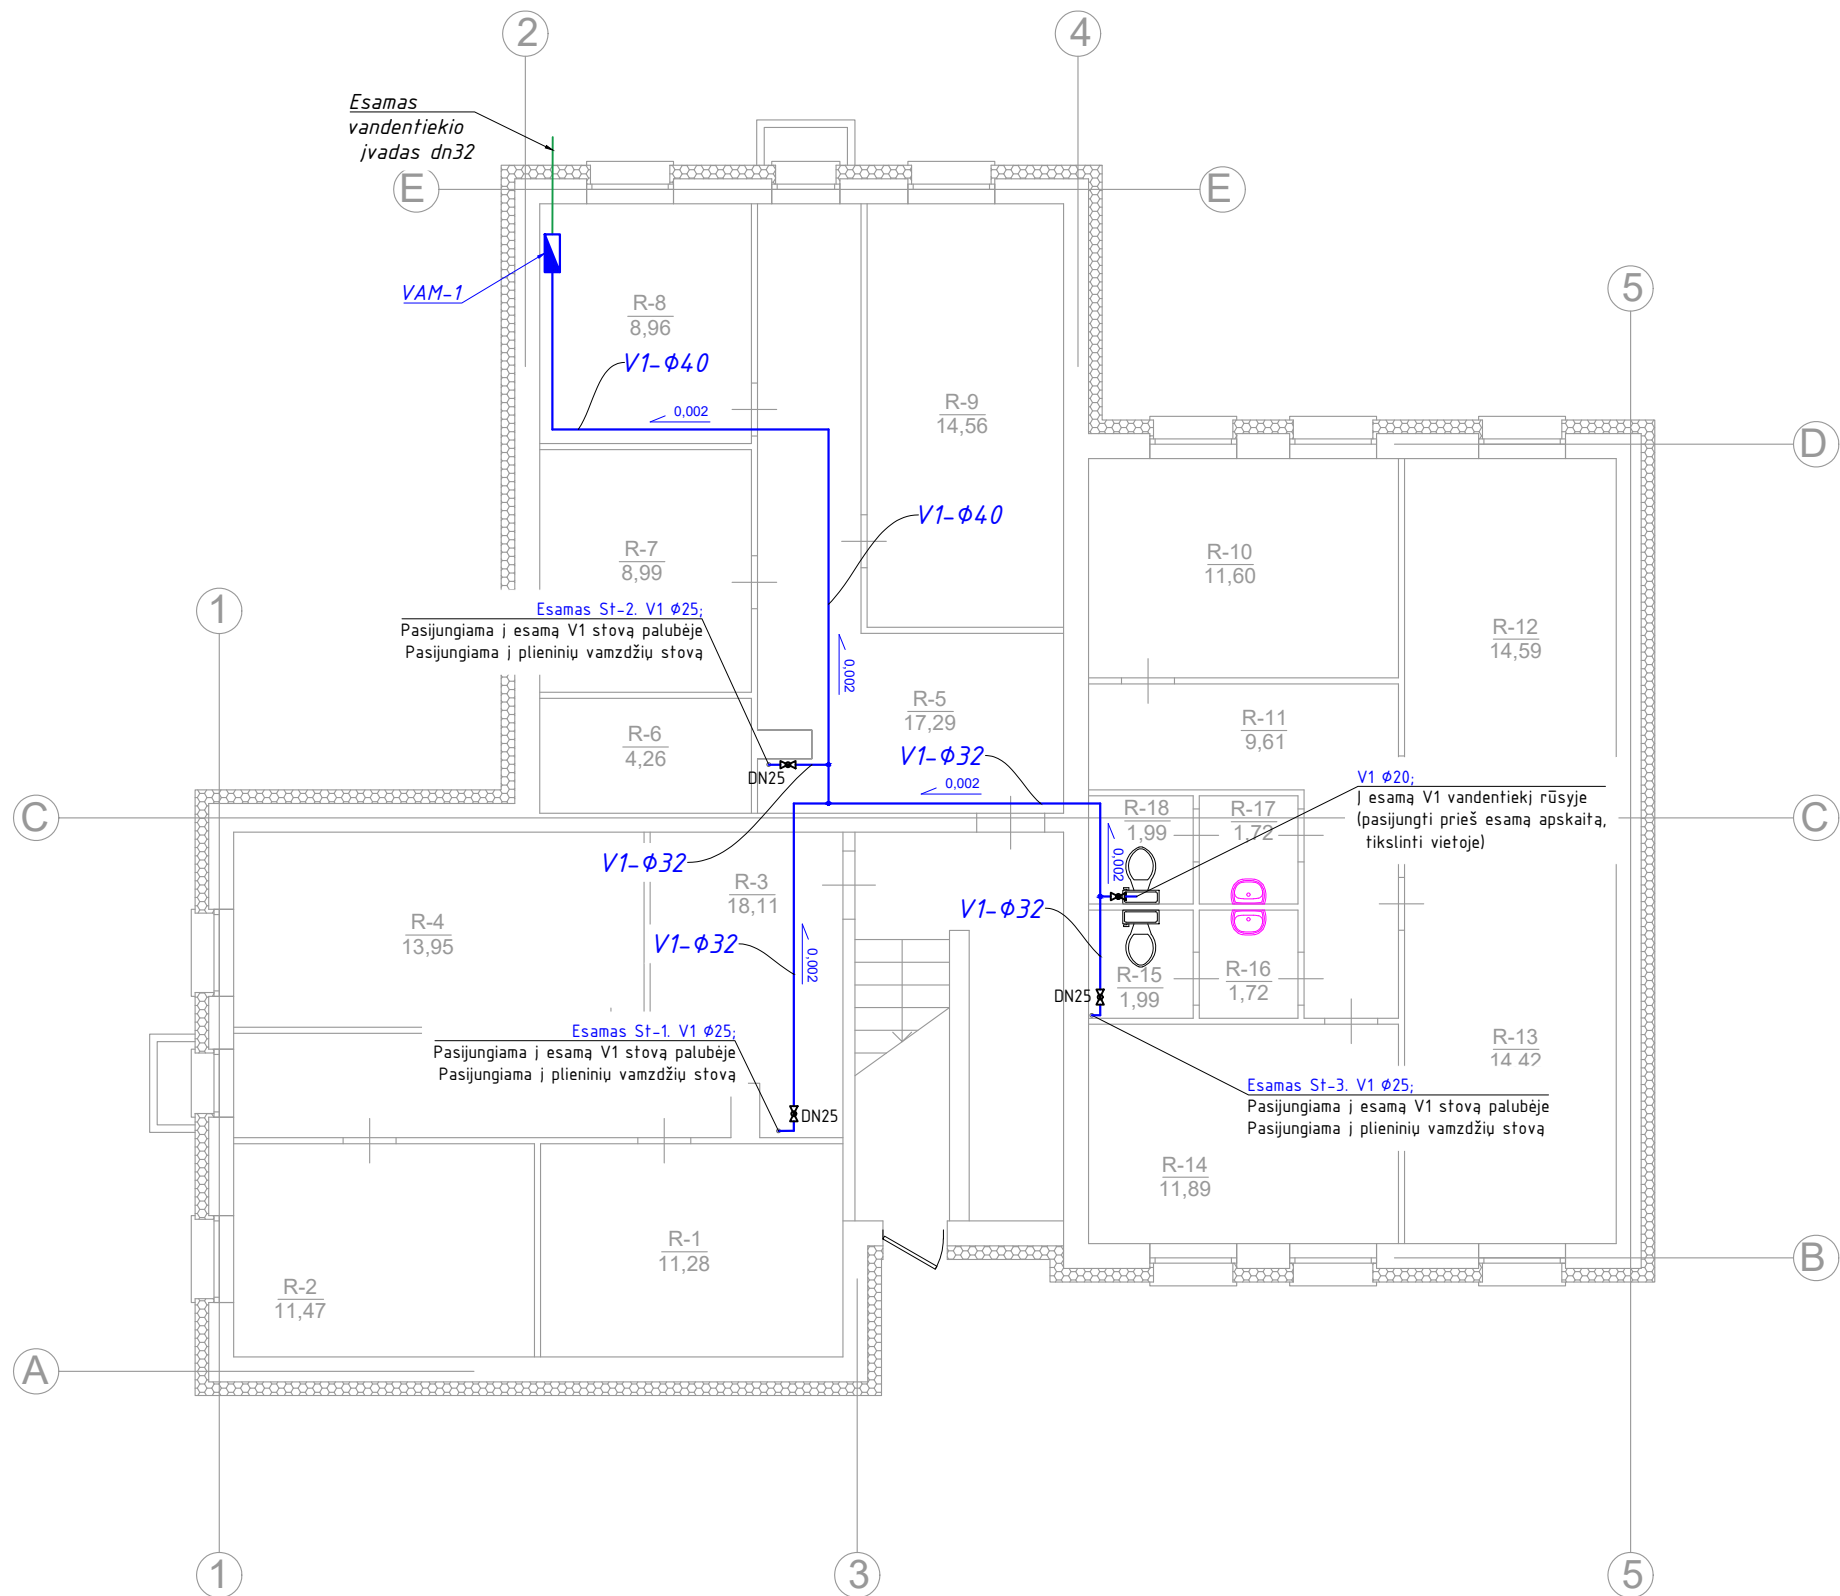 2
4
Esamas
vandentiekio
įvadas dn32
E
E
VAM-1
5
R-8
8,96
V1-Φ40
0,002
R-9
14,56
D
V1-Φ40
R-7
8,99
R-10
11,60
1
Esamas St-2. V1 Φ25;
Pasijungiama į esamą V1 stovą palubėje
Pasijungiama į plieninių vamzdžių stovą
R-12
14,59
0,002
R-5
17,29
R-11
9,61
R-6
4,26
V1-Φ32
DN25
0,002
V1 Φ20;
Į esamą V1 vandentiekį rūsyje
(pasijungti prieš esamą apskaitą,
tikslinti vietoje)
C
R-18
1,99
R-17
1,72
C
V1-Φ32
0,002
R-3
18,11
R-4
13,95
V1-Φ32
V1-Φ32
0,002
R-15
1,99
R-16
1,72
DN25
Esamas St-1. V1 Φ25;
Pasijungiama į esamą V1 stovą palubėje
Pasijungiama į plieninių vamzdžių stovą
R-13
14,42
Esamas St-3. V1 Φ25;
Pasijungiama į esamą V1 stovą palubėje
Pasijungiama į plieninių vamzdžių stovą
DN25
R-14
11,89
R-1
11,28
B
R-2
11,47
A
1
3
5